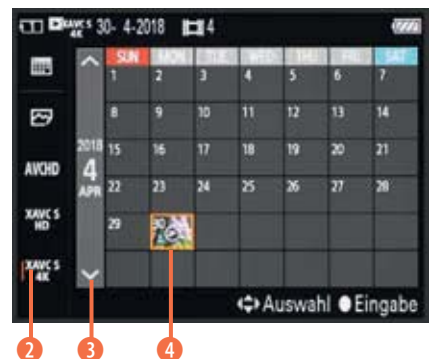 XAVC S 4K 30- 4-2018 4
SUN MON TUE WED THU FRI SAT
1 2 3 4 5 6 7
8 9 10 11 12 13 14
2018 15 16 17 18 19 20 21
AVCHD 4
APR 22 23 24 25 26 27 28
XAVC S HD
29 30
XAVC S 4K
Auswahl Eingabe
2 3 4